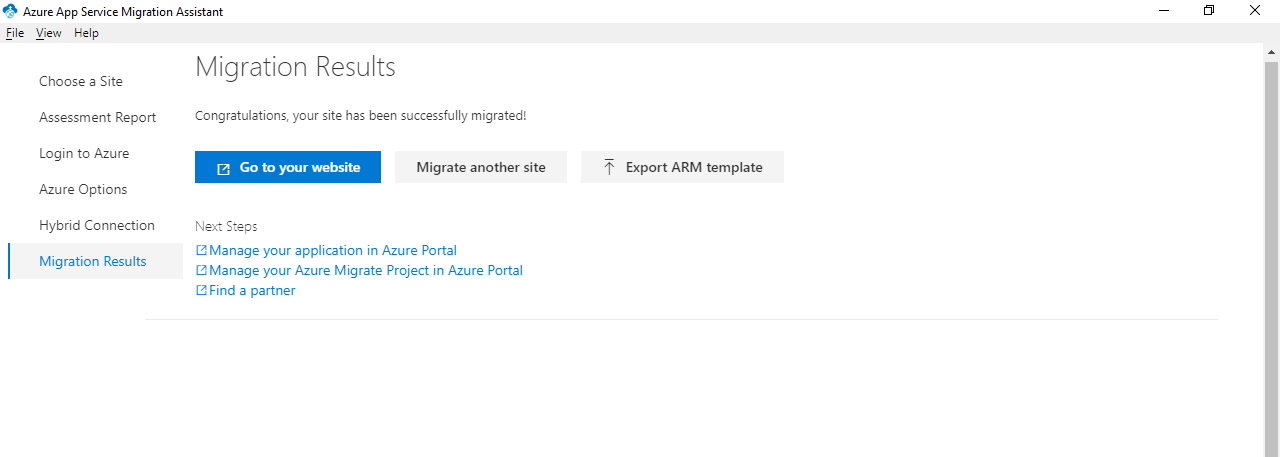 Azure App Service Migration Assistant
File View Help
Choose a Site
Assessment Report
Login to Azure
Azure Options
Hybrid Connection
Migration Results
Migration Results
Congratulations, your site has been successfully migrated!
Go to your website Migrate another site Export ARM template
Next Steps
Manage your application in Azure Portal
Manage your Azure Migrate Project in Azure Portal
Find a partner